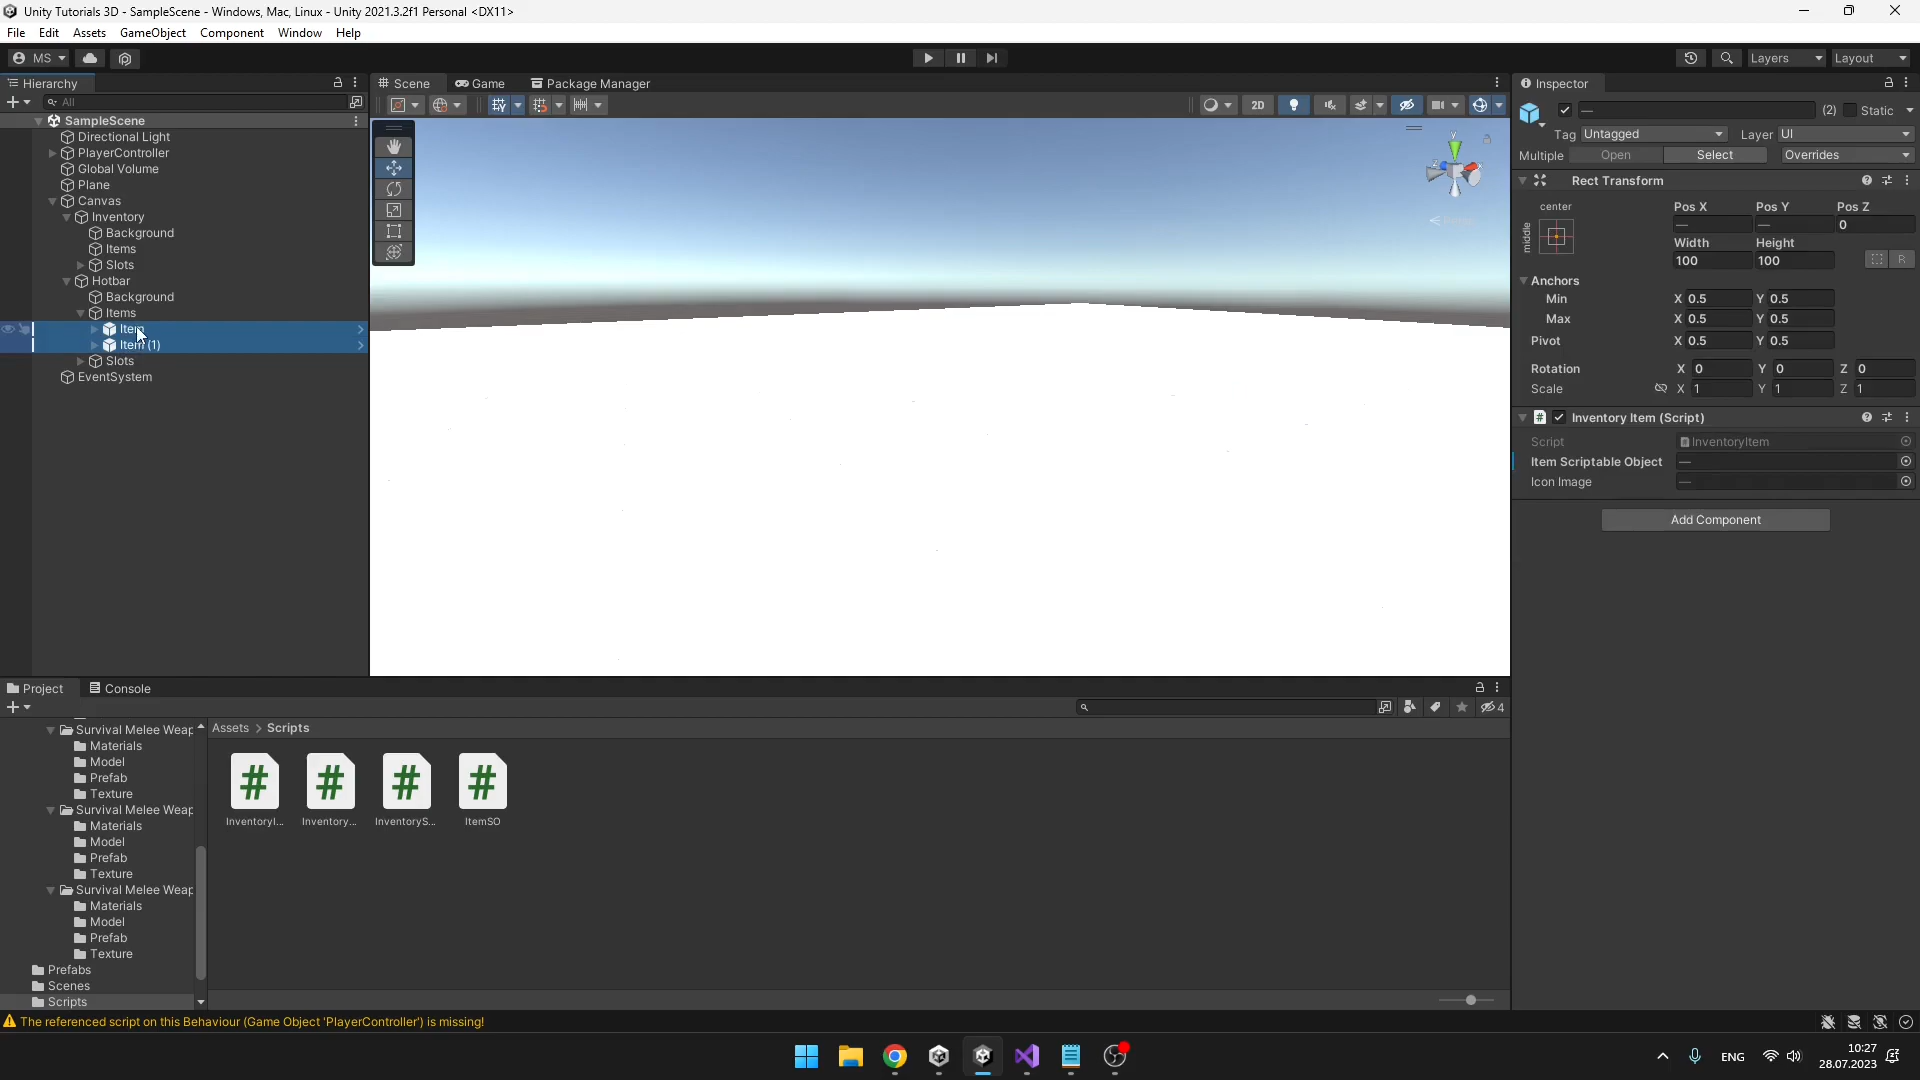 Unity Tutorials 3D - SampleScene - Windows, Mac, Linux - Unity 2021.3.2f1 Personal <DX11>
File Edit Assets GameObject Component Window Help
MS Layers Layout
Hierarchy
All
SampleScene
Directional Light
PlayerController
Global Volume
Plane
Canvas
Inventory
Background
Items
Slots
Hotbar
Background
Items
Item
Item (1)
Slots
EventSystem
Scene Game Package Manager
2D
y
z
Inspector
— (2) Static
Tag Untagged Layer UI
Multiple Open Select Overrides
Rect Transform
center
middle
Pos X Pos Y Pos Z
— — 0
Width Height
100 100
R
Anchors
Min X 0.5 Y 0.5
Max X 0.5 Y 0.5
Pivot X 0.5 Y 0.5
Rotation X 0 Y 0 Z 0
Scale X 1 Y 1 Z 1
# Inventory Item (Script)
Script InventoryItem
Item Scriptable Object —
Icon Image —
Add Component
Project Console
4
Assets > Scripts
Survival Melee Weap
Materials
Model
Prefab
Texture
Survival Melee Weap
Materials
Model
Prefab
Texture
Survival Melee Weap
Materials
Model
Prefab
Texture
Prefabs
Scenes
Scripts
# # # #
InventoryI... Inventory... InventoryS... ItemSO
The referenced script on this Behaviour (Game Object 'PlayerController') is missing!
ENG
10:27
28.07.2023